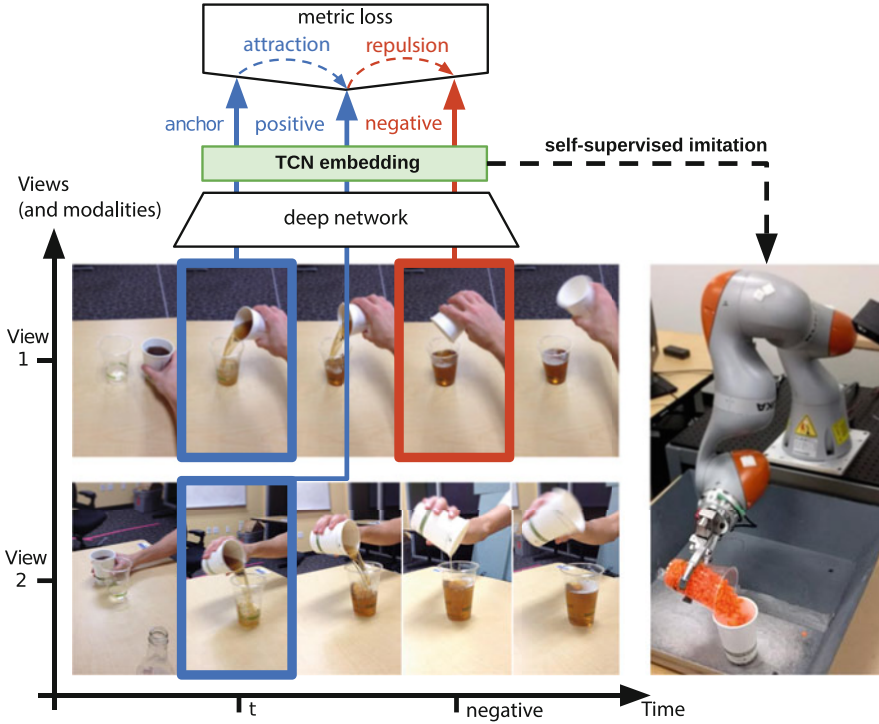 metric loss
attraction
repulsion
anchor
positive
negative
TCN embedding
self-supervised imitation
Views
(and modalities)
deep network
View
1
View
2
t
negative
Time